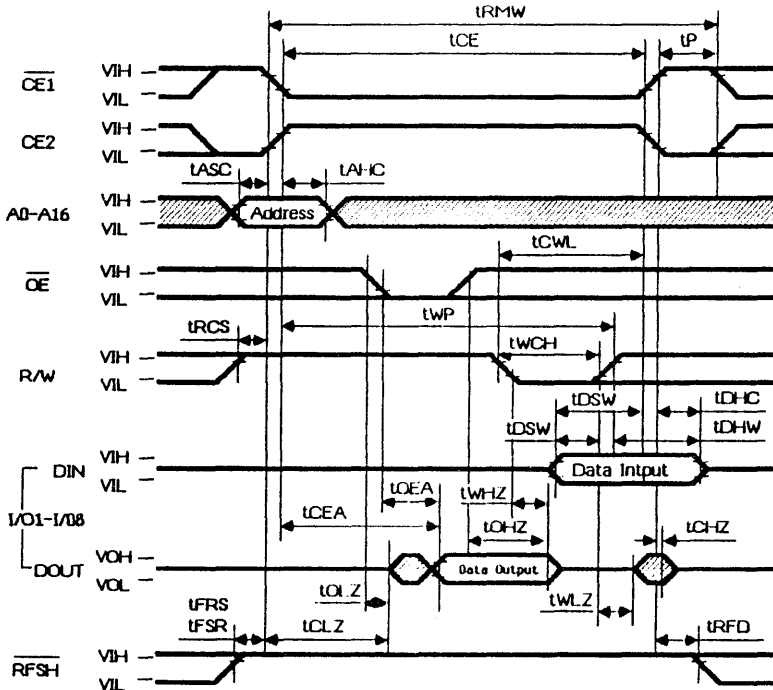 tRMW
tCE
tP
CE1
VIH
VIL
CE2
VIH
VIL
tASC
tAHC
A0-A16
VIH
VIL
Address
tCWL
OE
VIH
VIL
tRCS
tWP
tWCH
R/W
VIH
VIL
tDSW
tDHC
tDSW
tDHW
DIN
VIH
VIL
Data Intput
I/O1-I/O8
tOEA
tWHZ
tCEA
tOHZ
tCHZ
DOUT
VOH
VOL
Data Output
tOLZ
tWLZ
tFRS
tFSR
tCLZ
tRFD
RFSH
VIH
VIL